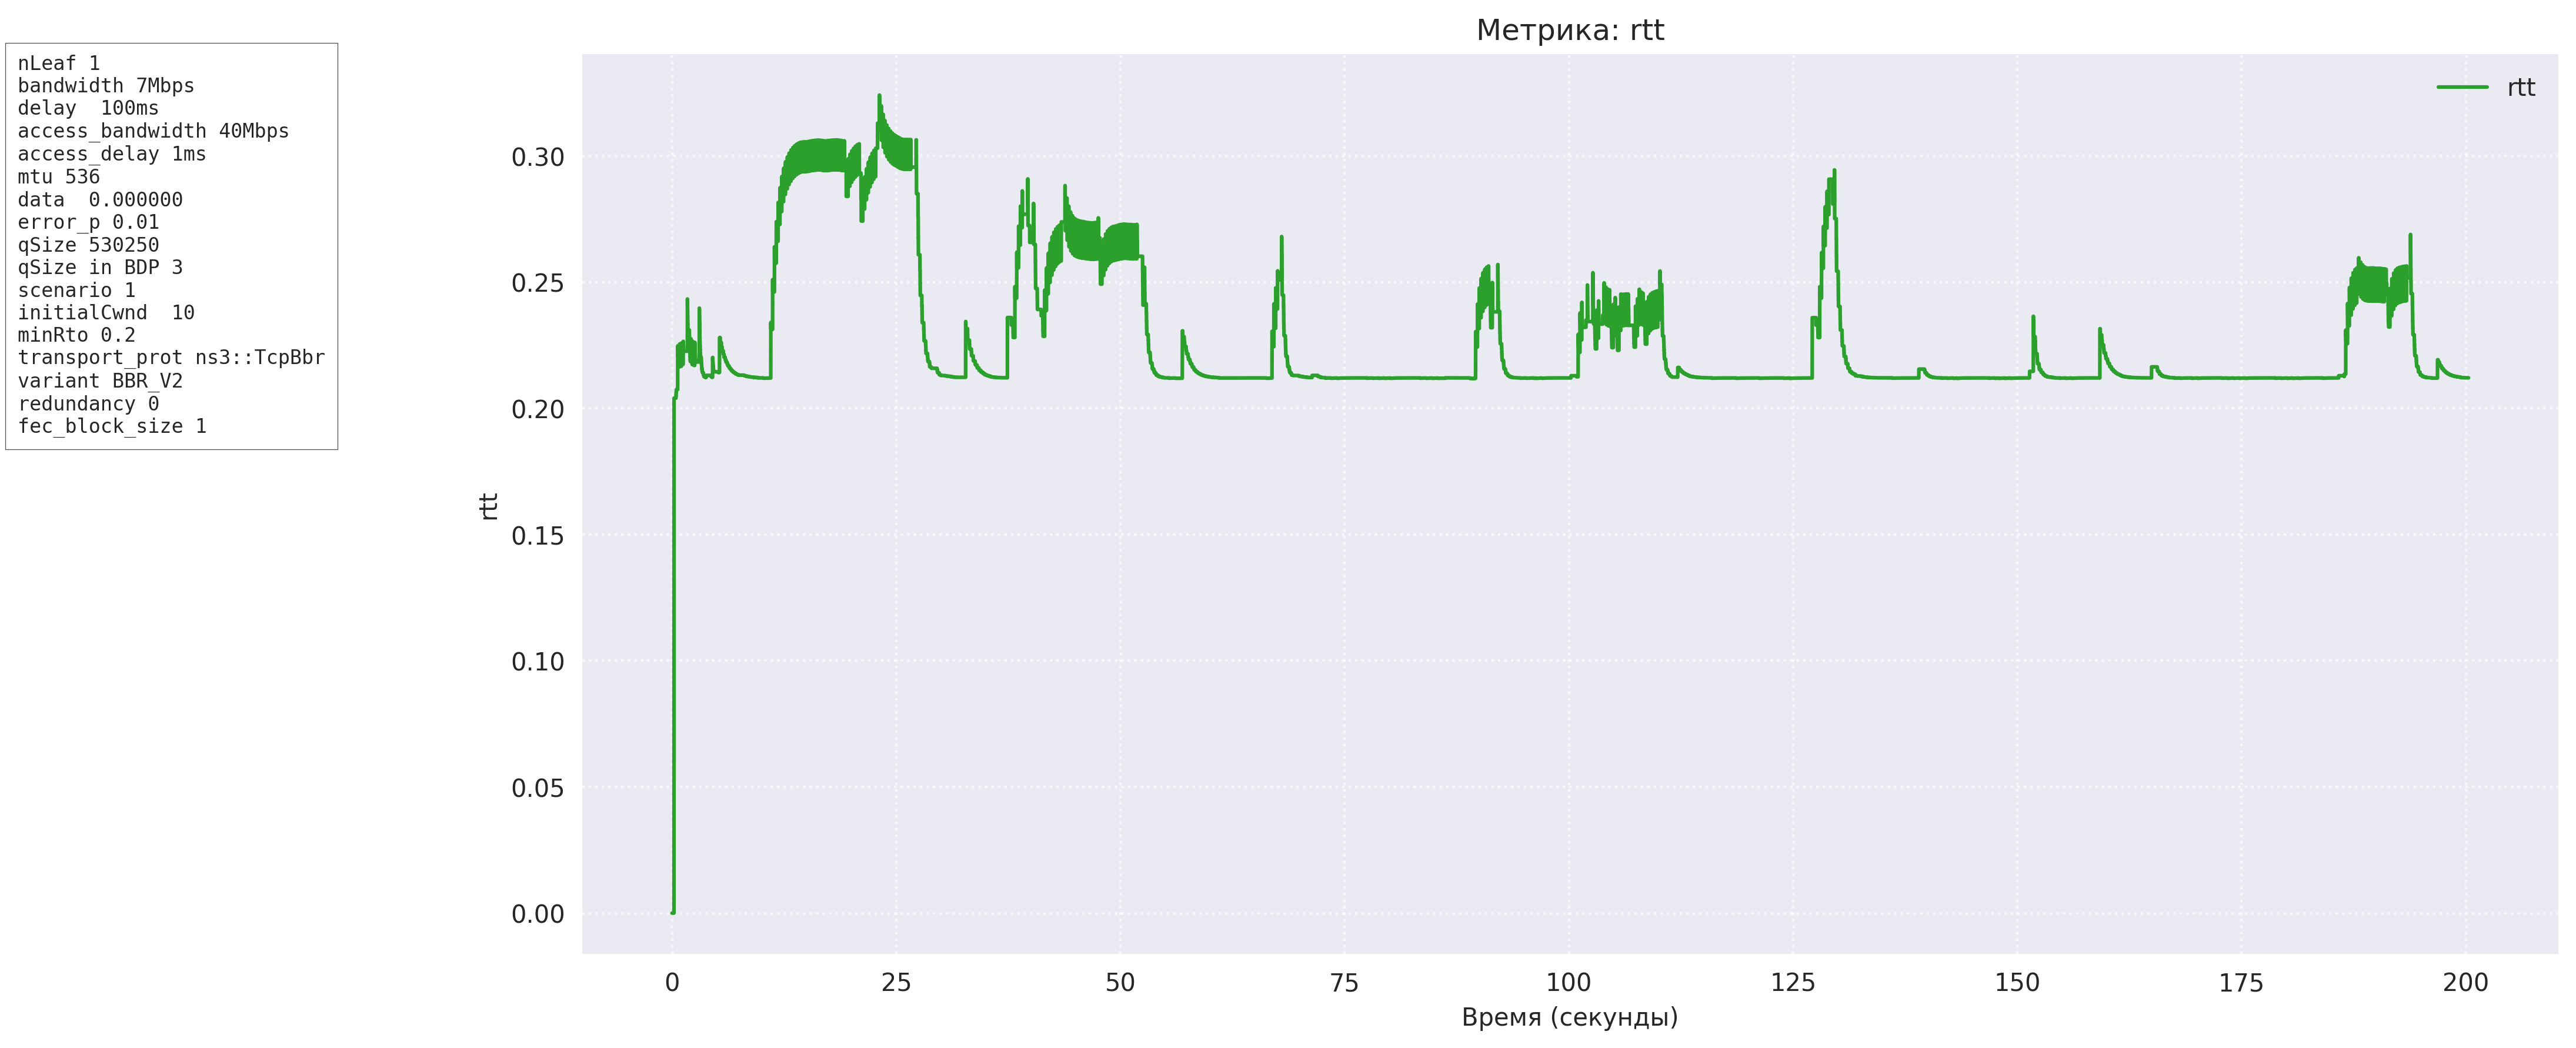 Метрика: rtt
nLeaf 1
bandwidth 7Mbps
delay  100ms
access_bandwidth 40Mbps
access_delay 1ms
mtu 536
data  0.000000
error_p 0.01
qSize 530250
qSize in BDP 3
scenario 1
initialCwnd  10
minRto 0.2
transport_prot ns3::TcpBbr
variant BBR_V2
redundancy 0
fec_block_size 1
rtt
rtt
0.30
0.25
0.20
0.15
0.10
0.05
0.00
0 25 50 75 100 125 150 175 200
Время (секунды)